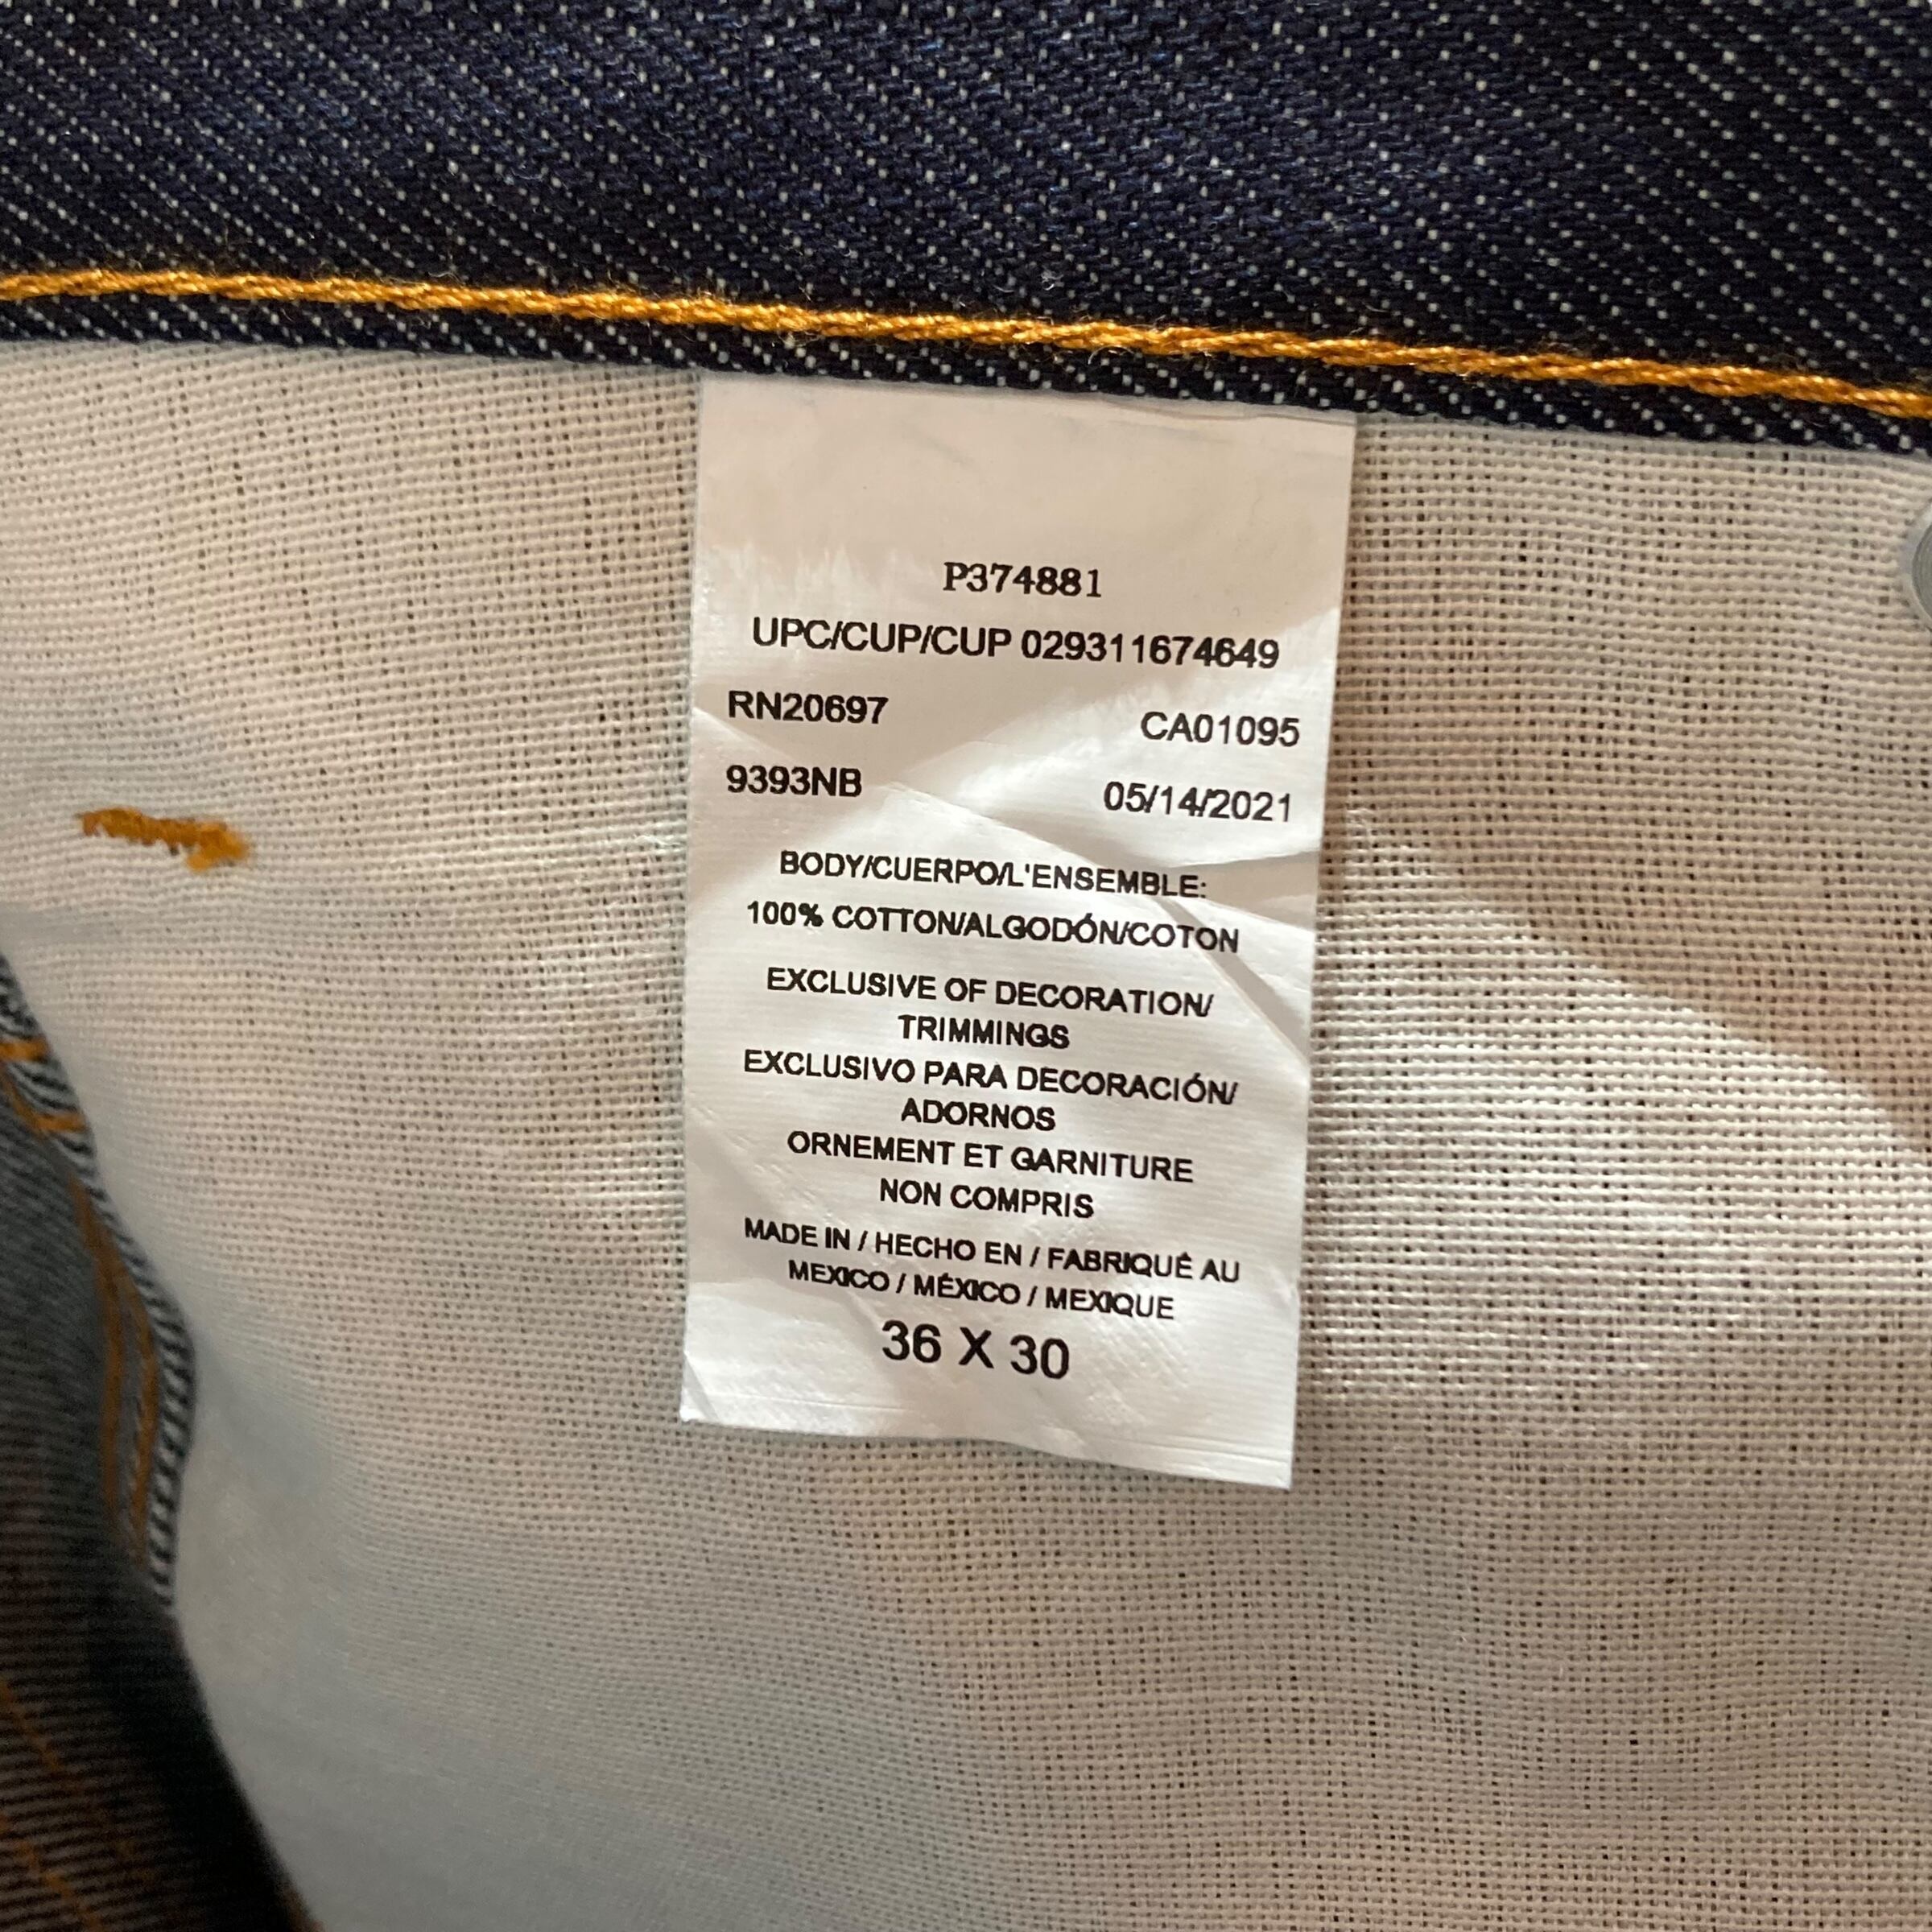 P374881
UPC/CUP/CUP 029311674649
RN20697 CA01095
9393NB 05/14/2021
BODY/CUERPO/L'ENSEMBLE:
100% COTTON/ALGODÓN/COTON
EXCLUSIVE OF DECORATION/
TRIMMINGS
EXCLUSIVO PARA DECORACIÓN/
ADORNOS
ORNEMENT ET GARNITURE
NON COMPRIS
MADE IN / HECHO EN / FABRIQUÉ AU
MEXICO / MÉXICO / MEXIQUE
36 X 30